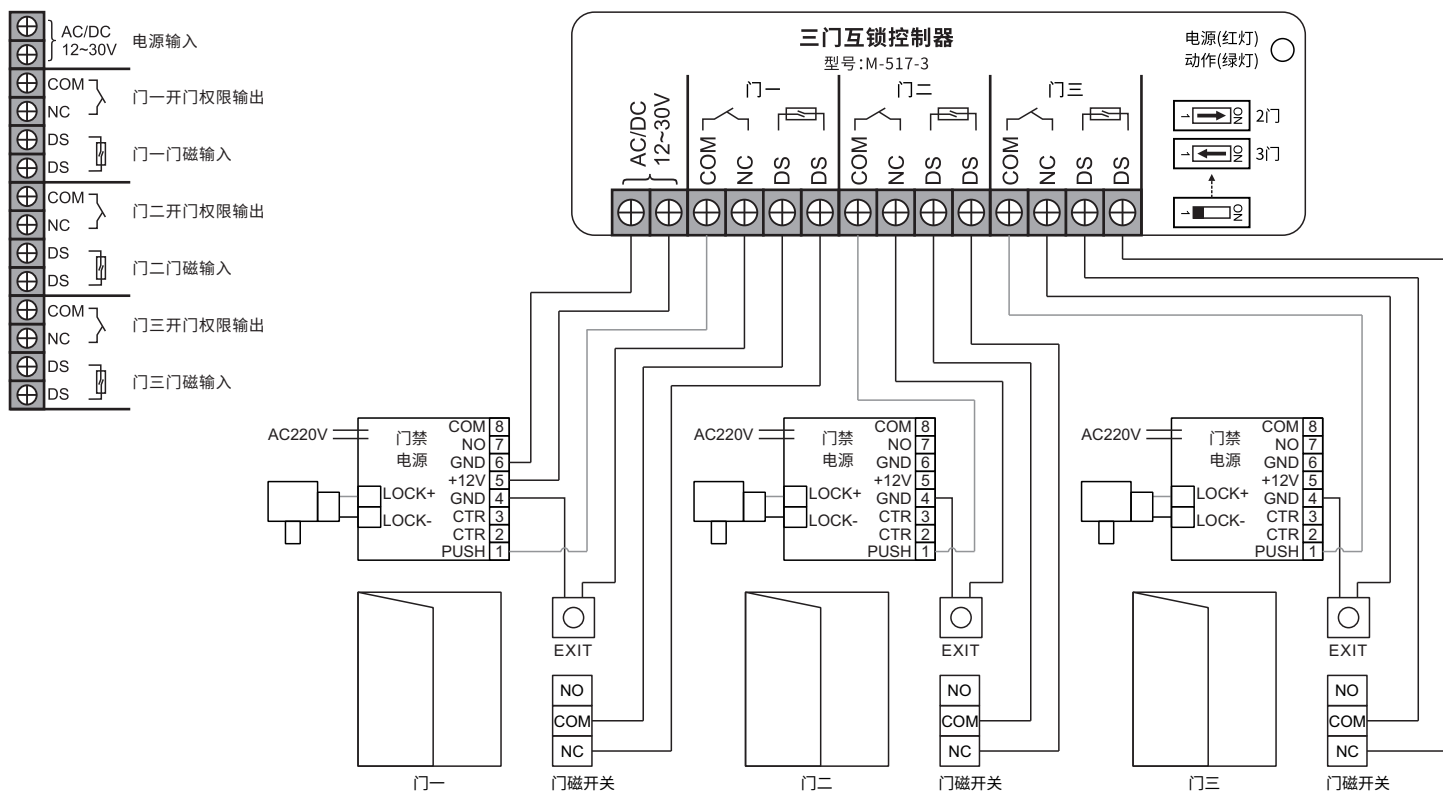 AC/DC
12~30V
电源输入
COM
NC
门一开门权限输出
DS
DS
门一门磁输入
COM
NC
门二开门权限输出
DS
DS
门二门磁输入
COM
NC
门三开门权限输出
DS
DS
门三门磁输入
三门互锁控制器
型号:M-517-3
电源(红灯)
动作(绿灯)
门一
门二
门三
AC/DC
12~30V
COM
NC
DS
DS
COM
NC
DS
DS
COM
NC
DS
DS
1 ON 2门
1 ON 3门
1 ON
AC220V
门禁
电源
LOCK+
LOCK-
COM 8
NO 7
GND 6
+12V 5
GND 4
CTR 3
CTR 2
PUSH 1
EXIT
NO
COM
NC
门一
门磁开关
AC220V
门禁
电源
LOCK+
LOCK-
COM 8
NO 7
GND 6
+12V 5
GND 4
CTR 3
CTR 2
PUSH 1
EXIT
NO
COM
NC
门二
门磁开关
AC220V
门禁
电源
LOCK+
LOCK-
COM 8
NO 7
GND 6
+12V 5
GND 4
CTR 3
CTR 2
PUSH 1
EXIT
NO
COM
NC
门三
门磁开关